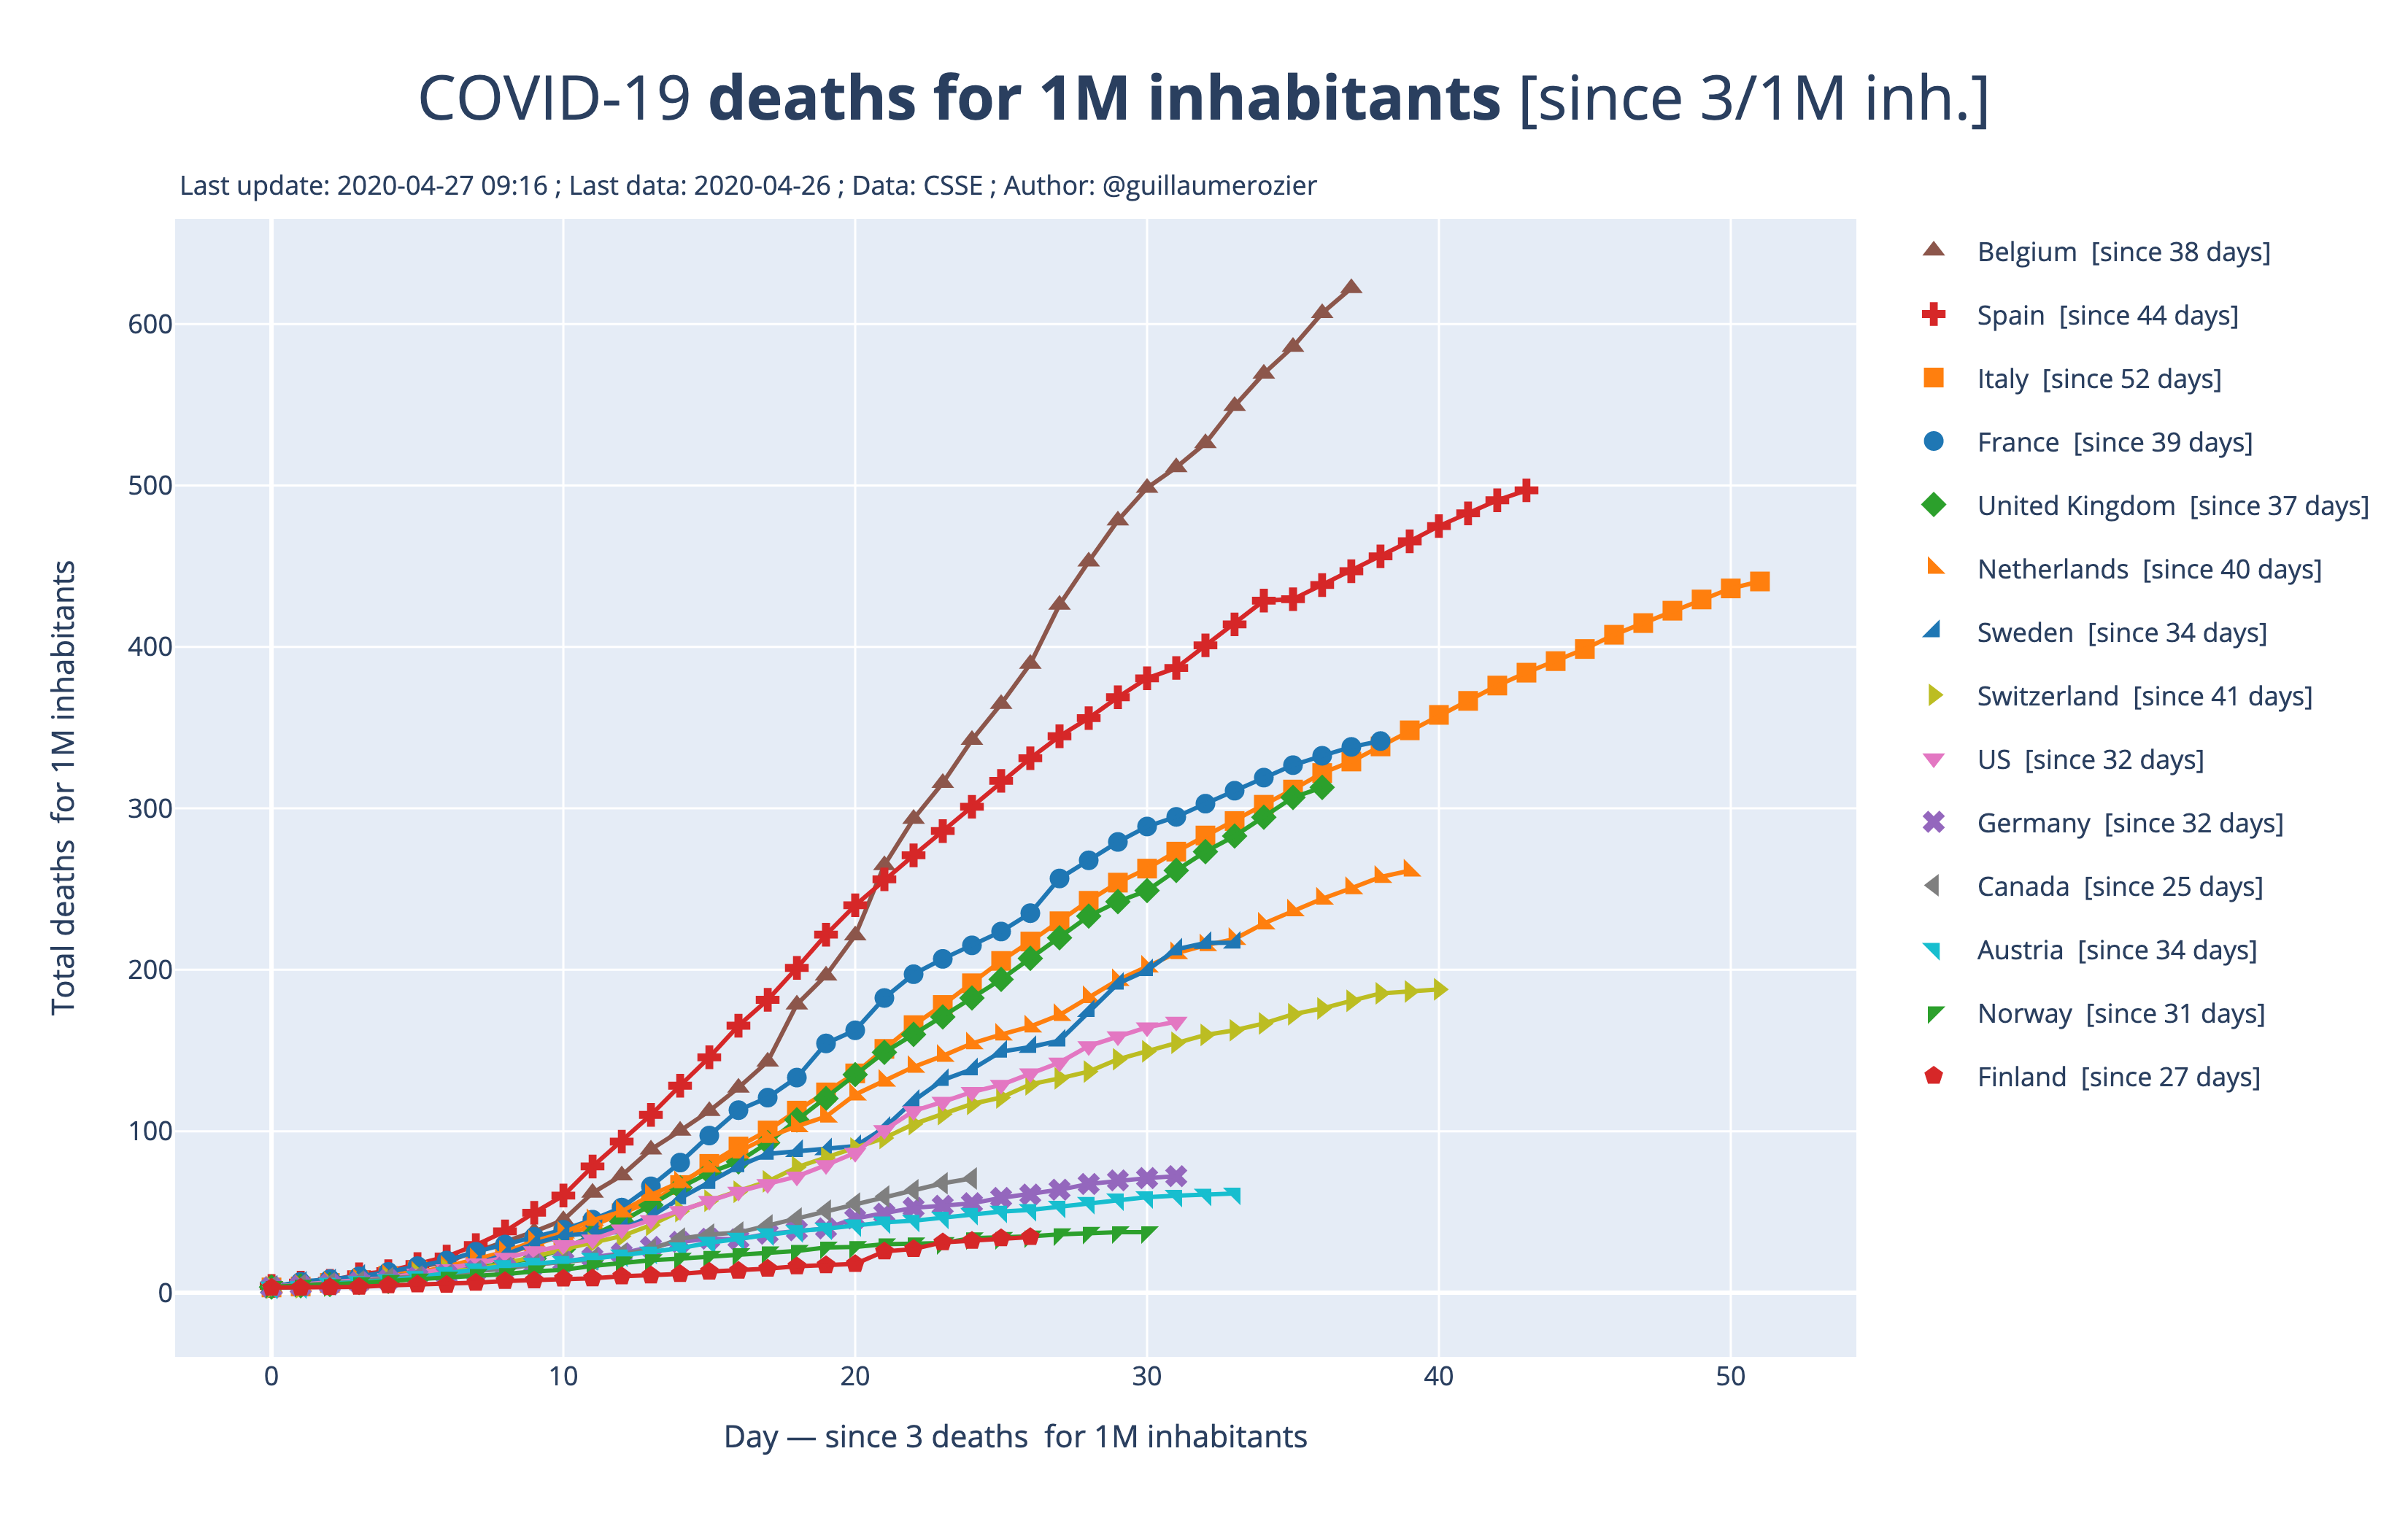 COVID-19 deaths for 1M inhabitants [since 3/1M inh.]
Last update: 2020-04-27 09:16 ; Last data: 2020-04-26 ; Data: CSSE ; Author: @guillaumerozier
Total deaths for 1M inhabitants
600
500
400
300
200
100
0
0 10 20 30 40 50
Day — since 3 deaths for 1M inhabitants
Belgium [since 38 days]
Spain [since 44 days]
Italy [since 52 days]
France [since 39 days]
United Kingdom [since 37 days]
Netherlands [since 40 days]
Sweden [since 34 days]
Switzerland [since 41 days]
US [since 32 days]
Germany [since 32 days]
Canada [since 25 days]
Austria [since 34 days]
Norway [since 31 days]
Finland [since 27 days]